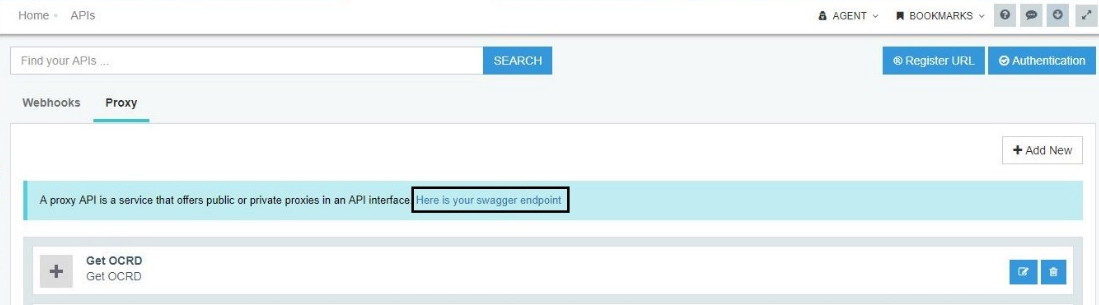 Home APIs AGENT BOOKMARKS
Find your APIs ... SEARCH Register URL Authentication
Webhooks Proxy
+ Add New
A proxy API is a service that offers public or private proxies in an API interface. Here is your swagger endpoint
Get OCRD
Get OCRD